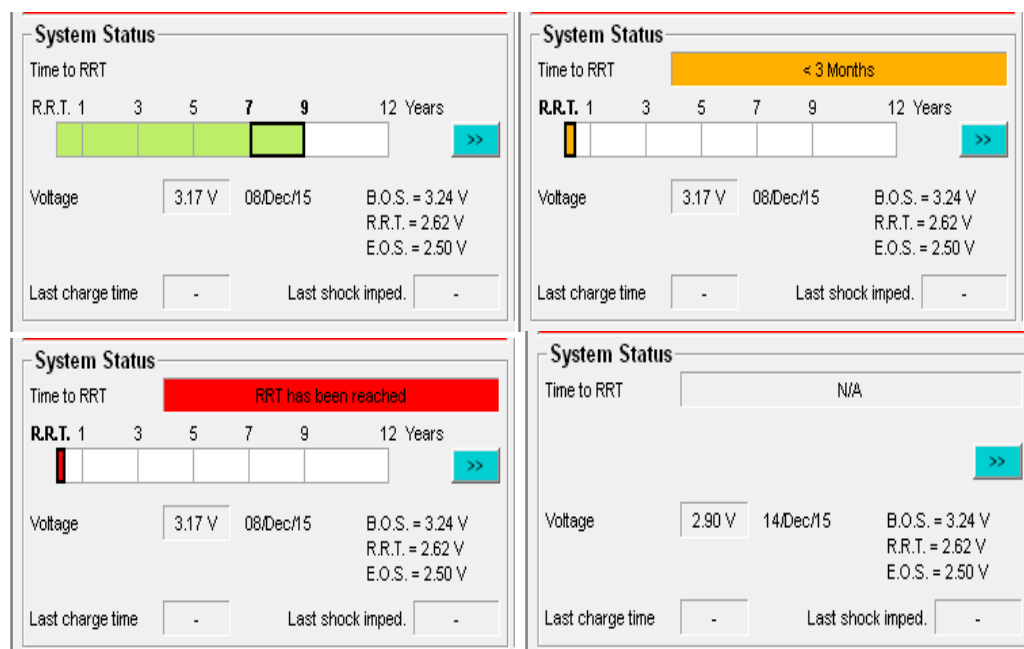 System Status
Time to RRT
R.R.T. 1 3 5 7 9 12 Years
>>
Voltage 3.17 V 08/Dec/15 B.O.S. = 3.24 V
R.R.T. = 2.62 V
E.O.S. = 2.50 V
Last charge time - Last shock imped. -
System Status
Time to RRT < 3 Months
R.R.T. 1 3 5 7 9 12 Years
>>
Voltage 3.17 V 08/Dec/15 B.O.S. = 3.24 V
R.R.T. = 2.62 V
E.O.S. = 2.50 V
Last charge time - Last shock imped. -
System Status
Time to RRT RRT has been reached
R.R.T. 1 3 5 7 9 12 Years
>>
Voltage 3.17 V 08/Dec/15 B.O.S. = 3.24 V
R.R.T. = 2.62 V
E.O.S. = 2.50 V
Last charge time - Last shock imped. -
System Status
Time to RRT N/A
>>
Voltage 2.90 V 14/Dec/15 B.O.S. = 3.24 V
R.R.T. = 2.62 V
E.O.S. = 2.50 V
Last charge time - Last shock imped. -